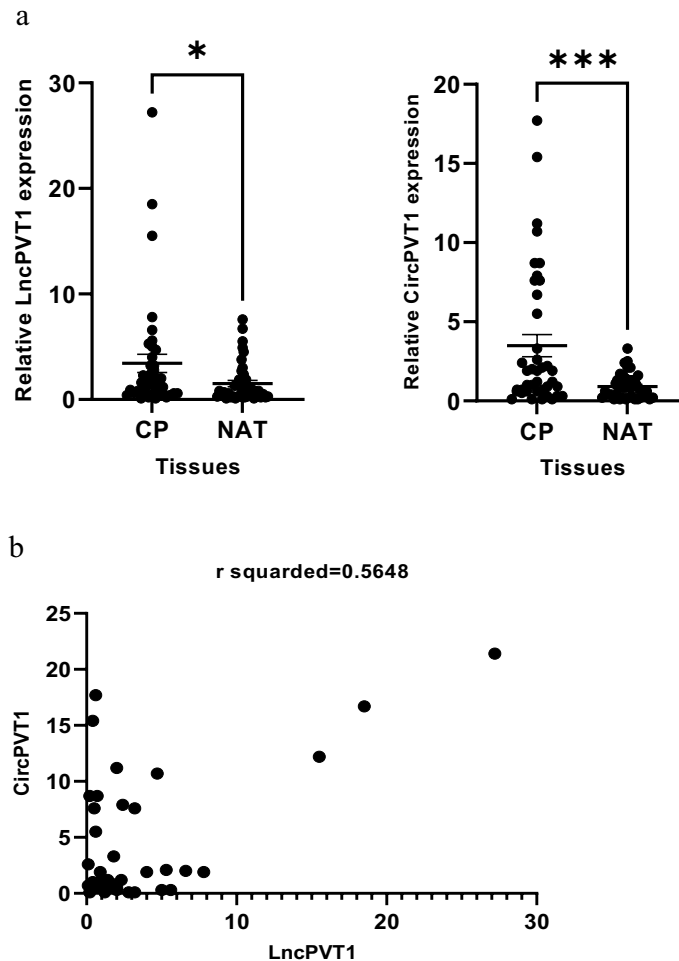 a
*
Relative LncPVT1 expression
30
20
10
0
CP NAT
Tissues
***
Relative CircPVT1 expression
20
15
10
5
0
CP NAT
Tissues
b
r squarded=0.5648
CircPVT1
25
20
15
10
5
0
0 10 20 30
LncPVT1